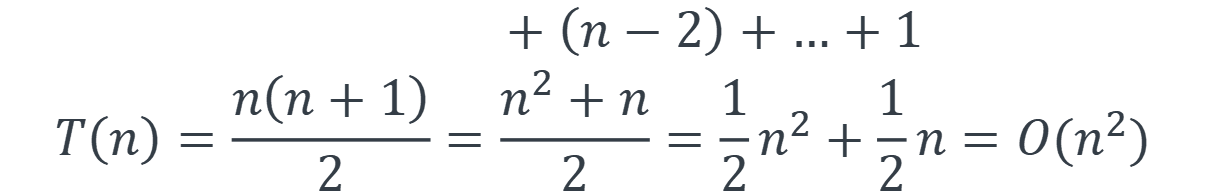 + (n − 2) + ... + 1
T(n) = n(n + 1)/2 = n² + n/2 = 1/2 n² + 1/2 n = O(n²)